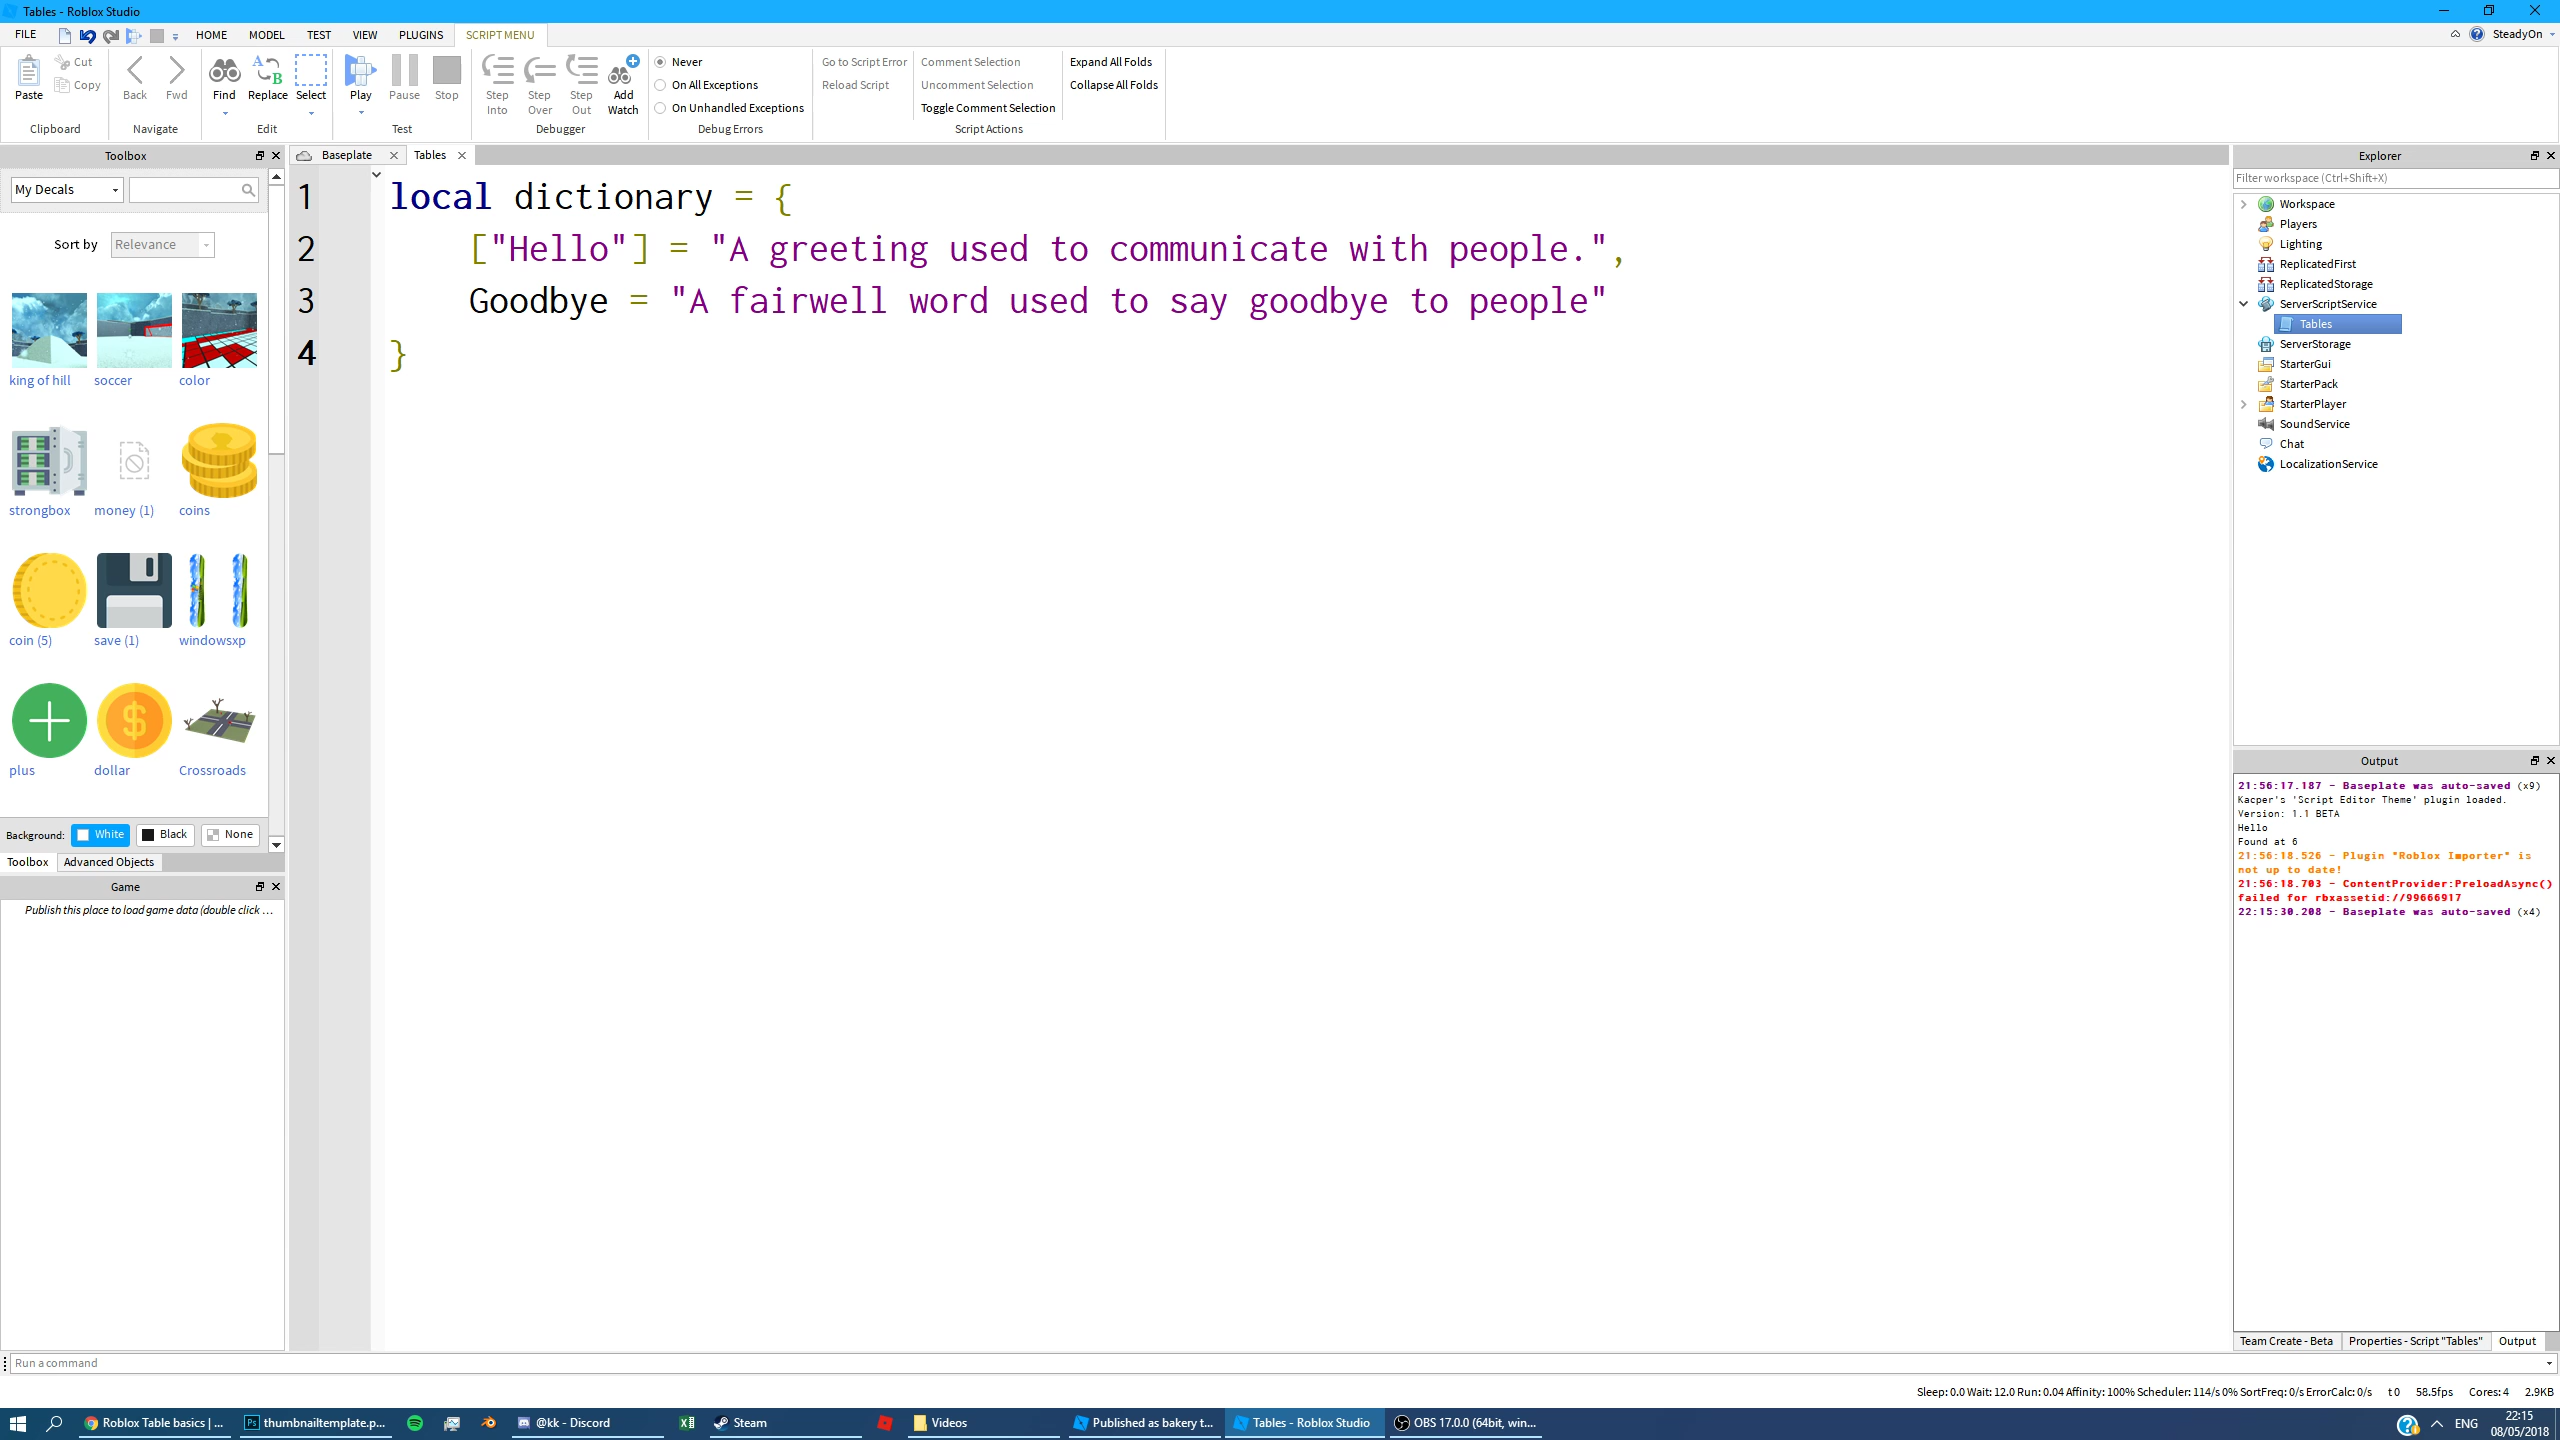 Tables - Roblox Studio
FILE HOME MODEL TEST VIEW PLUGINS SCRIPT MENU SteadyOn
Paste Cut Copy Clipboard
Back Fwd Navigate
Find Replace Select Edit
Play Pause Stop Test
Step Into Step Over Step Out Add Watch Debugger
Never
On All Exceptions
On Unhandled Exceptions
Debug Errors
Go to Script Error
Reload Script
Comment Selection
Uncomment Selection
Toggle Comment Selection
Expand All Folds
Collapse All Folds
Script Actions
Toolbox
My Decals
Sort by Relevance
king of hill soccer color
strongbox money (1) coins
coin (5) save (1) windowsxp
plus dollar Crossroads
Background: White Black None
Toolbox Advanced Objects
Game
Publish this place to load game data (double click ...
Baseplate Tables
1 local dictionary = {
2 ["Hello"] = "A greeting used to communicate with people.",
3 Goodbye = "A fairwell word used to say goodbye to people"
4 }
Explorer
Filter workspace (Ctrl+Shift+X)
Workspace
Players
Lighting
ReplicatedFirst
ReplicatedStorage
ServerScriptService
Tables
ServerStorage
StarterGui
StarterPack
StarterPlayer
SoundService
Chat
LocalizationService
Output
21:56:17.187 - Baseplate was auto-saved (x9)
Kacper's 'Script Editor Theme' plugin loaded.
Version: 1.1 BETA
Hello
Found at 6
21:56:18.526 - Plugin "Roblox Importer" is
not up to date!
21:56:18.703 - ContentProvider:PreloadAsync()
failed for rbxassetid://99666917
22:15:30.208 - Baseplate was auto-saved (x4)
Team Create - Beta Properties - Script "Tables" Output
Run a command
Sleep: 0.0 Wait: 12.0 Run: 0.04 Affinity: 100% Scheduler: 114/s 0% SortFreq: 0/s ErrorCalc: 0/s t 0 58.5fps Cores: 4 2.9KB
Roblox Table basics | ... Ps thumbnailtemplate.p... @kk - Discord Steam Videos Published as bakery t... Tables - Roblox Studio OBS 17.0.0 (64bit, win... ENG 22:15
08/05/2018